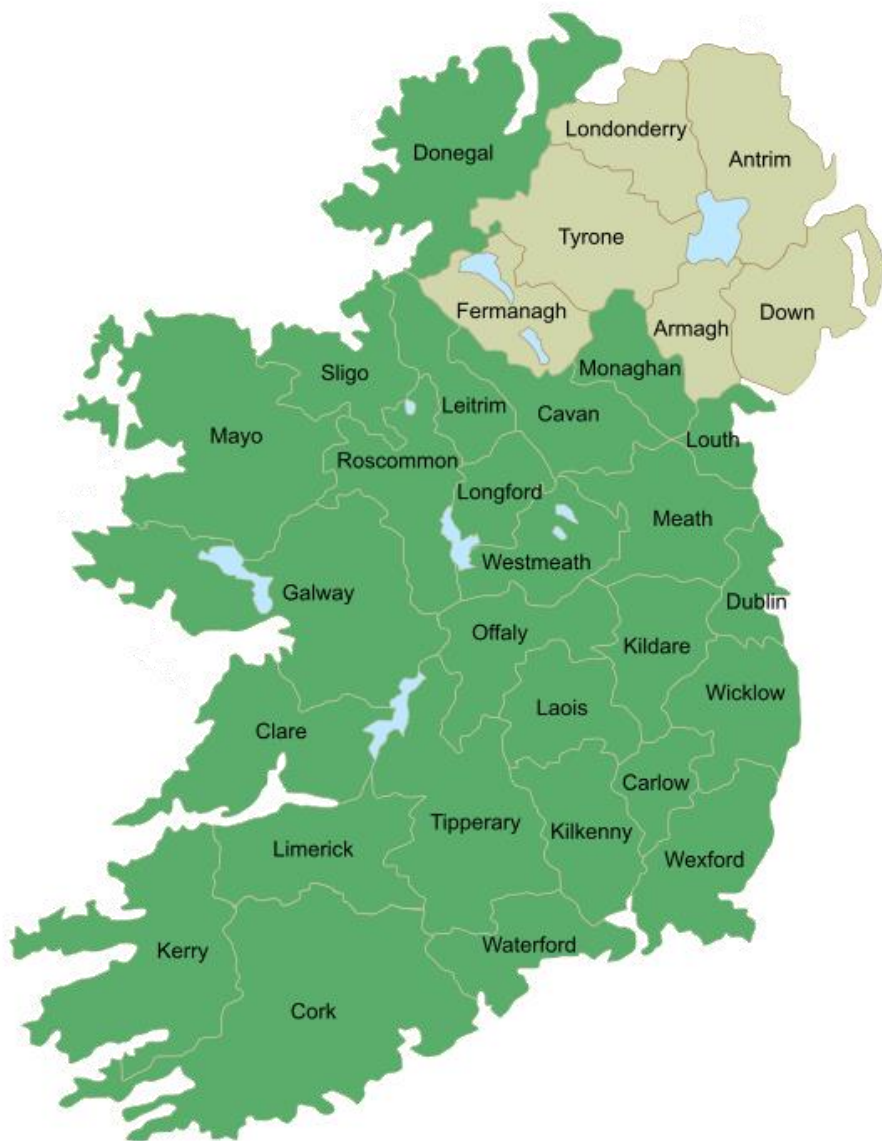 Londonderry
Antrim
Donegal
Tyrone
Fermanagh
Armagh
Down
Monaghan
Sligo
Leitrim
Cavan
Mayo
Louth
Roscommon
Longford
Meath
Westmeath
Galway
Dublin
Offaly
Kildare
Wicklow
Laois
Clare
Carlow
Tipperary
Kilkenny
Limerick
Wexford
Waterford
Kerry
Cork